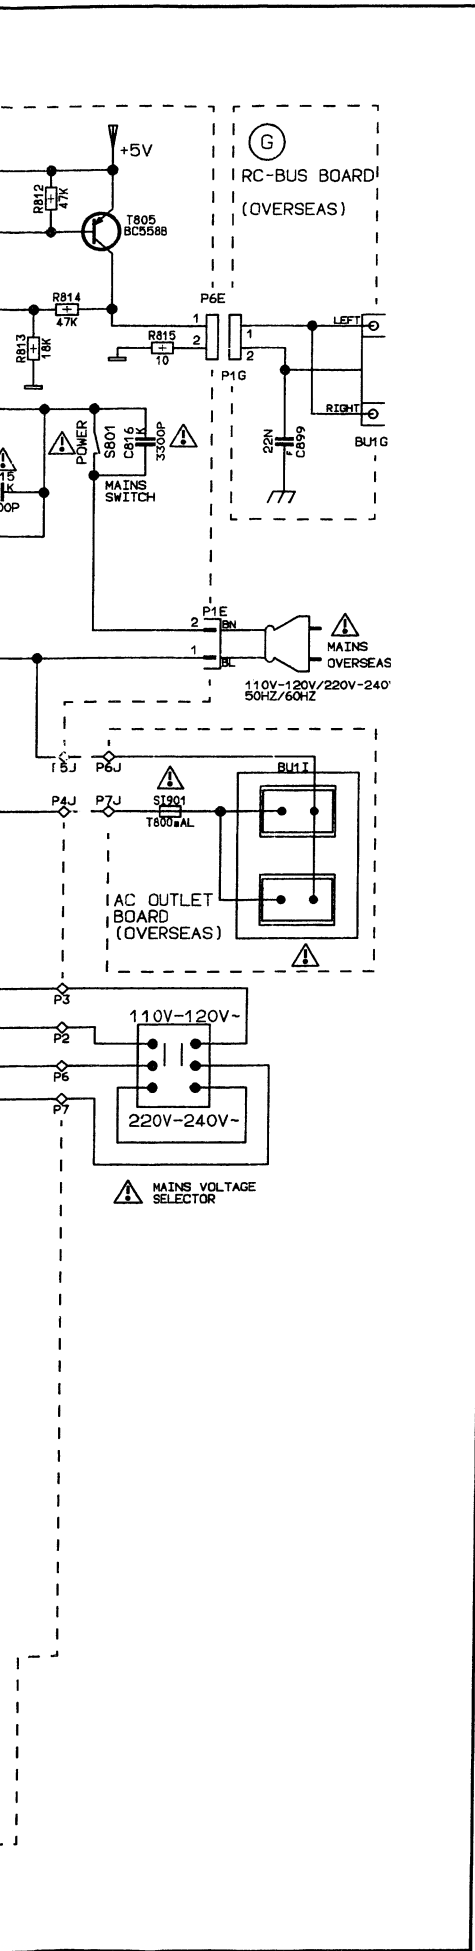 +5V
G
RC-BUS BOARD
(OVERSEAS)
R812
47K
T805
BC558B
R814
47K
R813
18K
P6E
1
2
R815
10
P1G
1
2
LEFT
RIGHT
BU1G
22N
F
C899
POWER
S801
C816
K
3300P
MAINS
SWITCH
15
K
00P
P1E
2
BN
1
BL
MAINS
OVERSEAS
110V-120V/220V-240
50HZ/60HZ
P6J
BU1I
P4J
P7J
SI901
T800mAL
AC OUTLET
BOARD
(OVERSEAS)
P3
P2
P6
P7
110V-120V~
220V-240V~
MAINS VOLTAGE
SELECTOR